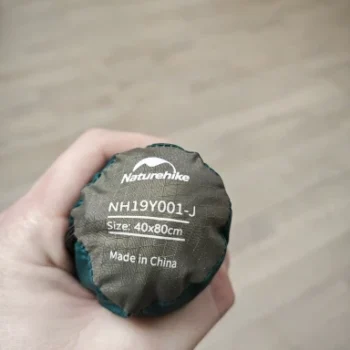 Naturehike
NH19Y001-J
Size: 40x80cm
Made in China